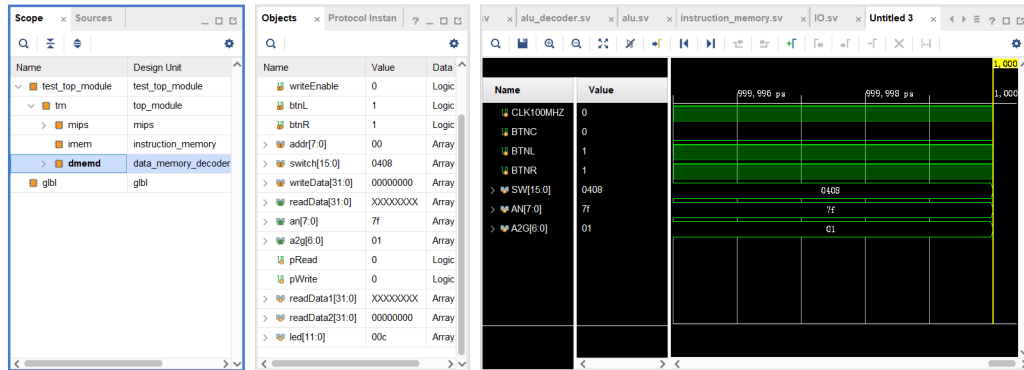 Scope × Sources
Name Design Unit
test_top_module test_top_module
tm top_module
mips mips
imem instruction_memory
dmemd data_memory_decoder
glbl glbl
Objects × Protocol Instan ?
Name Value Data
writeEnable 0 Logic
btnL 1 Logic
btnR 1 Logic
addr[7:0] 00 Array
switch[15:0] 0408 Array
writeData[31:0] 00000000 Array
readData[31:0] XXXXXXXX Array
an[7:0] 7f Array
a2g[6:0] 01 Array
pRead 0 Logic
pWrite 0 Logic
readData1[31:0] XXXXXXXX Array
readData2[31:0] 00000000 Array
led[11:0] 00c Array
.v × alu_decoder.sv × alu.sv × instruction_memory.sv × IO.sv × Untitled 3 × ?
1,000
Name Value
999,996 ps 999,998 ps 1,000
CLK100MHZ 0
BTNC 0
BTNL 1
BTNR 1
SW[15:0] 0408 0408
AN[7:0] 7f 7f
A2G[6:0] 01 01